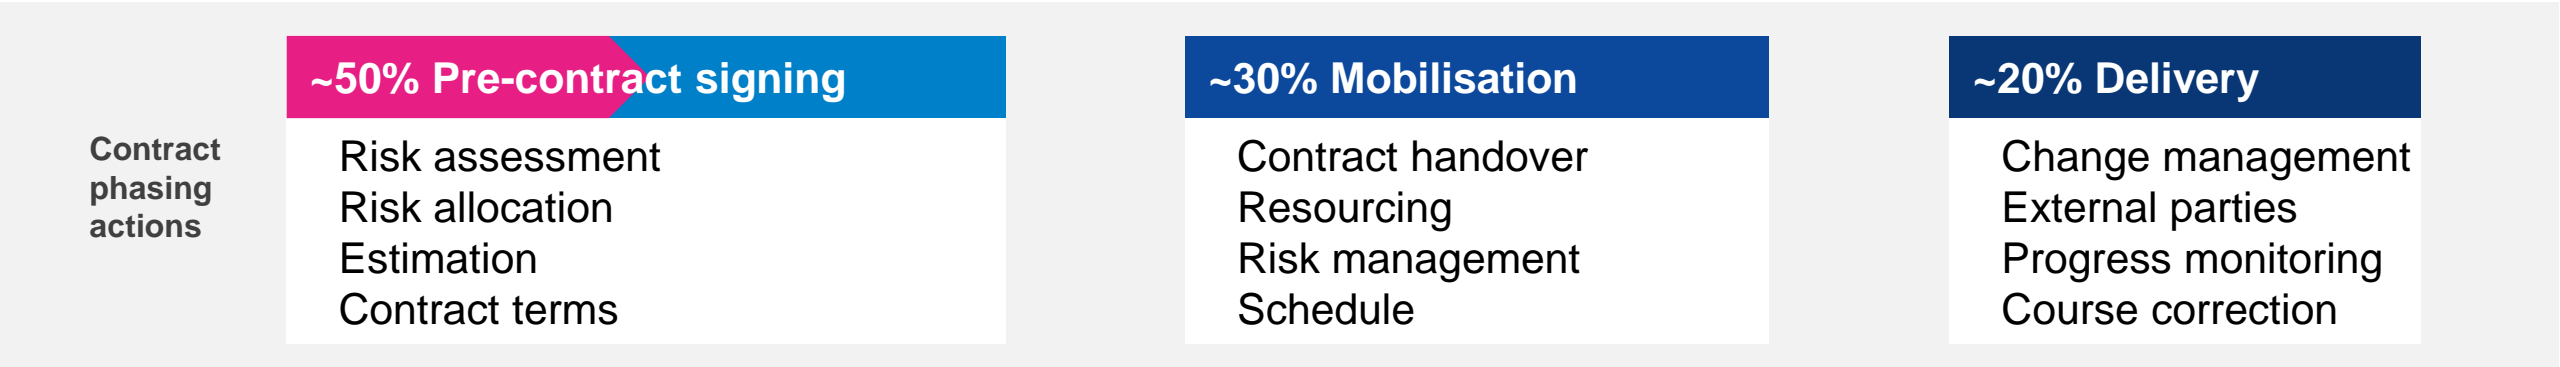 Contract
phasing
actions
~50% Pre-contract signing
Risk assessment
Risk allocation
Estimation
Contract terms
~30% Mobilisation
Contract handover
Resourcing
Risk management
Schedule
~20% Delivery
Change management
External parties
Progress monitoring
Course correction